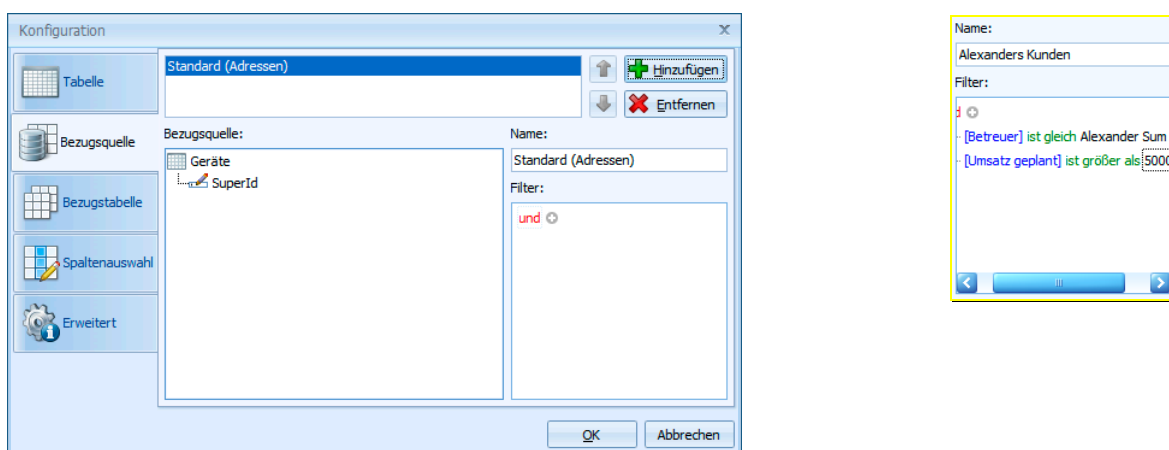 Konfiguration
Tabelle
Bezugsquelle
Bezugstabelle
Spaltenauswahl
Erweitert
Standard (Adressen)
Hinzufügen
Entfernen
Bezugsquelle:
Geräte
SuperId
Name:
Standard (Adressen)
Filter:
und
OK
Abbrechen
Name:
Alexanders Kunden
Filter:
[Betreuer] ist gleich Alexander Sum
[Umsatz geplant] ist größer als 5000